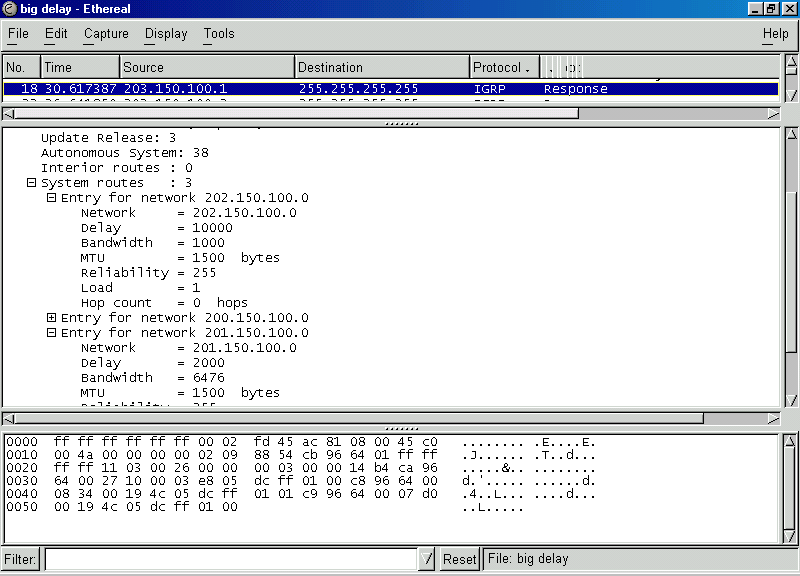 big delay - Ethereal
File Edit Capture Display Tools Help
No. Time Source Destination Protocol
18 30.617387 203.150.100.1 255.255.255.255 IGRP Response
Update Release: 3
Autonomous System: 38
Interior routes : 0
System routes : 3
Entry for network 202.150.100.0
Network = 202.150.100.0
Delay = 10000
Bandwidth = 1000
MTU = 1500 bytes
Reliability = 255
Load = 1
Hop count = 0 hops
Entry for network 200.150.100.0
Entry for network 201.150.100.0
Network = 201.150.100.0
Delay = 2000
Bandwidth = 6476
MTU = 1500 bytes
0000 ff ff ff ff ff ff 00 02 fd 45 ac 81 08 00 45 c0 ........ .E....E.
0010 00 4a 00 00 00 00 02 09 88 54 cb 96 64 01 ff ff .J...... .T..d...
0020 ff ff 11 03 00 26 00 00 00 03 00 00 14 b4 ca 96 .....&.. ........
0030 64 00 27 10 00 03 e8 05 dc ff 01 00 c8 96 64 00 d.'..... ......d.
0040 08 34 00 19 4c 05 dc ff 01 01 c9 96 64 00 07 d0 .4..L... ....d...
0050 00 19 4c 05 dc ff 01 00 ..L.....
Filter: Reset File: big delay